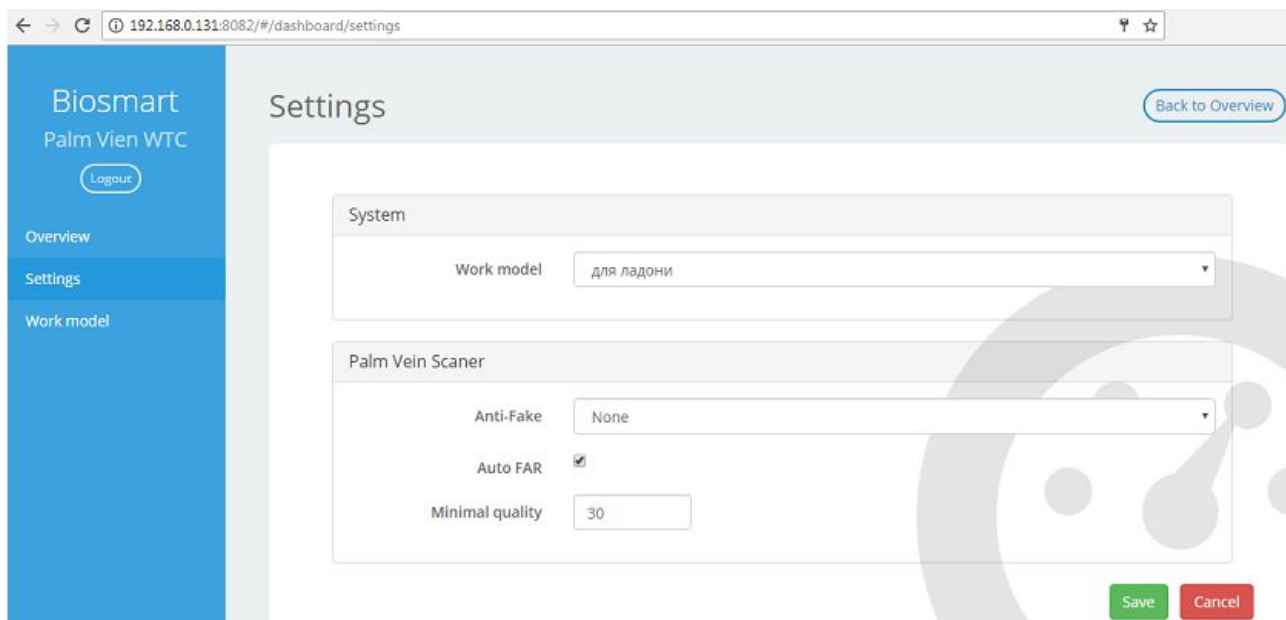 192.168.0.131:8082/#/dashboard/settings
Biosmart
Palm Vien WTC
Logout
Overview
Settings
Work model
Settings
Back to Overview
System
Work model
для ладони
Palm Vein Scaner
Anti-Fake
None
Auto FAR
Minimal quality
30
Save
Cancel